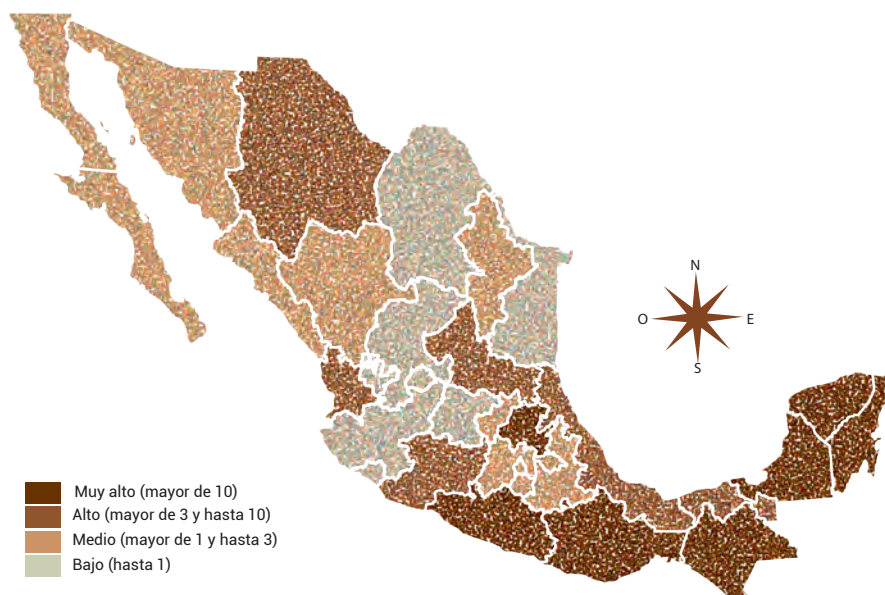 N
O
E
S
Muy alto (mayor de 10)
Alto (mayor de 3 y hasta 10)
Medio (mayor de 1 y hasta 3)
Bajo (hasta 1)